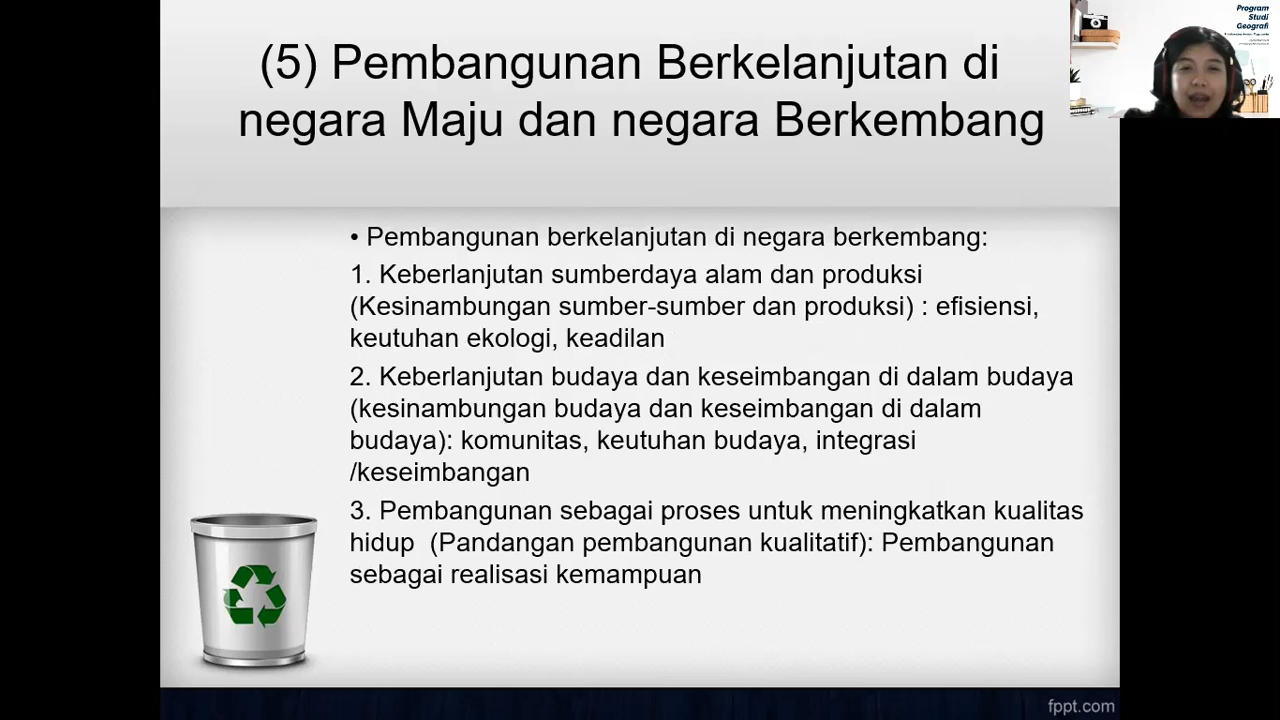 (5) Pembangunan Berkelanjutan di
negara Maju dan negara Berkembang
• Pembangunan berkelanjutan di negara berkembang:
1. Keberlanjutan sumberdaya alam dan produksi
(Kesinambungan sumber-sumber dan produksi) : efisiensi,
keutuhan ekologi, keadilan
2. Keberlanjutan budaya dan keseimbangan di dalam budaya
(kesinambungan budaya dan keseimbangan di dalam
budaya): komunitas, keutuhan budaya, integrasi
/keseimbangan
3. Pembangunan sebagai proses untuk meningkatkan kualitas
hidup  (Pandangan pembangunan kualitatif): Pembangunan
sebagai realisasi kemampuan
fppt.com
Program
Studi
Geografi